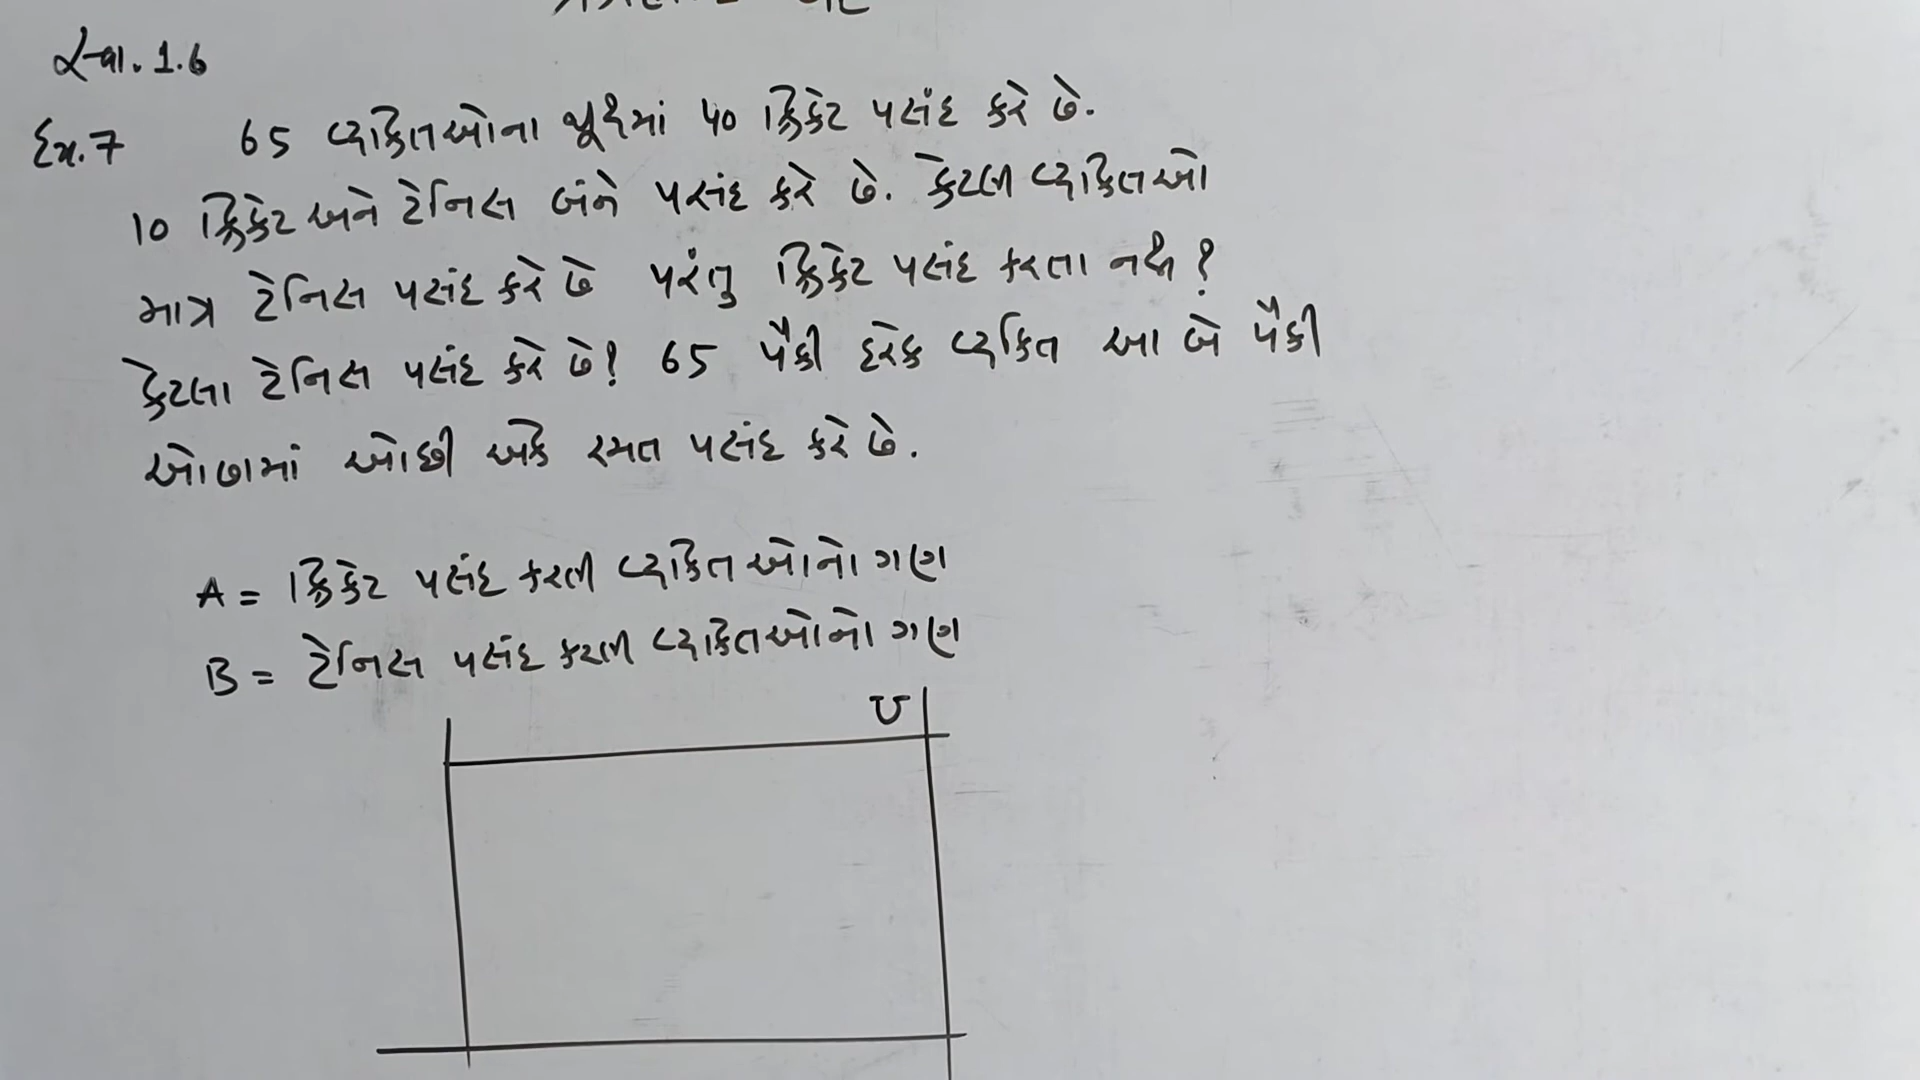 સ્વા. 1.6
Ex. 7 65 વ્યક્તિઓના જૂથમાં 40 ક્રિકેટ પસંદ કરે છે.
10 ક્રિકેટ અને ટેનિસ બંને પસંદ કરે છે. કેટલી વ્યક્તિઓ
માત્ર ટેનિસ પસંદ કરે છે પરંતુ ક્રિકેટ પસંદ કરતા નથી?
કેટલા ટેનિસ પસંદ કરે છે? 65 પૈકી દરેક વ્યક્તિ આ બે પૈકી
ઓછામાં ઓછી એક રમત પસંદ કરે છે.
A = ક્રિકેટ પસંદ કરતી વ્યક્તિઓનો ગણ
B = ટેનિસ પસંદ કરતી વ્યક્તિઓનો ગણ
U